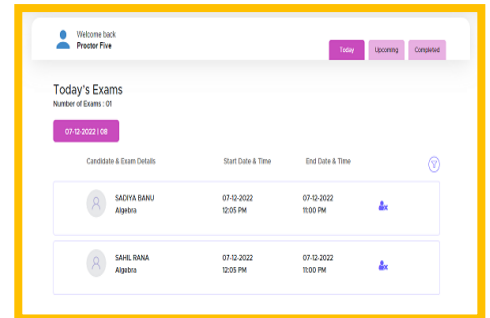 Welcome back
Proctor Five
Today Upcoming Completed
Today's Exams
Number of Exams : 01
07-12-2022 | 08
Candidate & Exam Details Start Date & Time End Date & Time
SADIYA BANU 07-12-2022 07-12-2022
Algebra 12:05 PM 11:00 PM
SAHIL RANA 07-12-2022 07-12-2022
Algebra 12:05 PM 11:00 PM